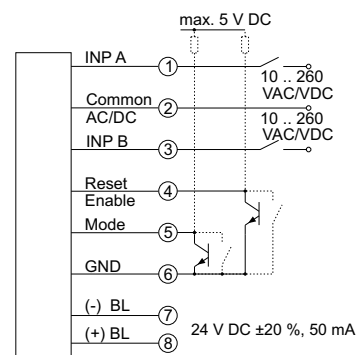 max. 5 V DC
INP A
1
10 .. 260
VAC/VDC
Common
AC/DC
2
10 .. 260
VAC/VDC
INP B
3
Reset
Enable
4
Mode
5
GND
6
(-) BL
7
(+) BL
8
24 V DC ±20 %, 50 mA